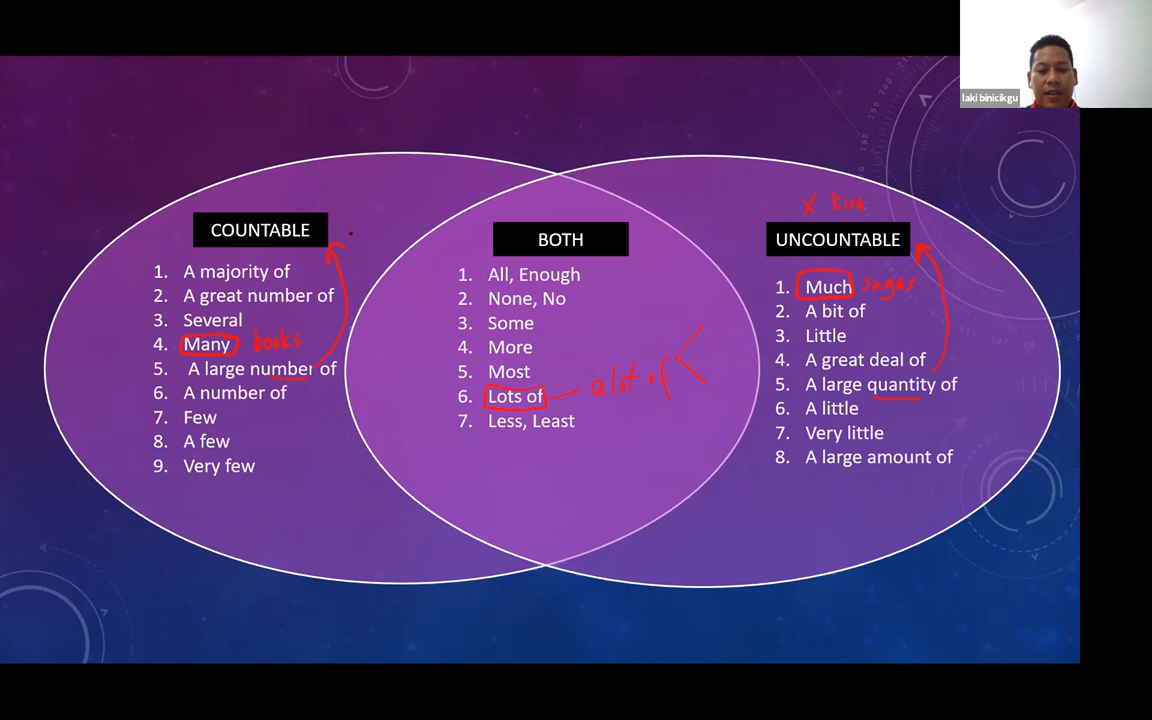 laki binicikgu
COUNTABLE
1. A majority of
2. A great number of
3. Several
4. Many books
5. A large number of
6. A number of
7. Few
8. A few
9. Very few
BOTH
1. All, Enough
2. None, No
3. Some
4. More
5. Most
6. Lots of – a lot of
7. Less, Least
x kira
UNCOUNTABLE
1. Much sugar
2. A bit of
3. Little
4. A great deal of
5. A large quantity of
6. A little
7. Very little
8. A large amount of